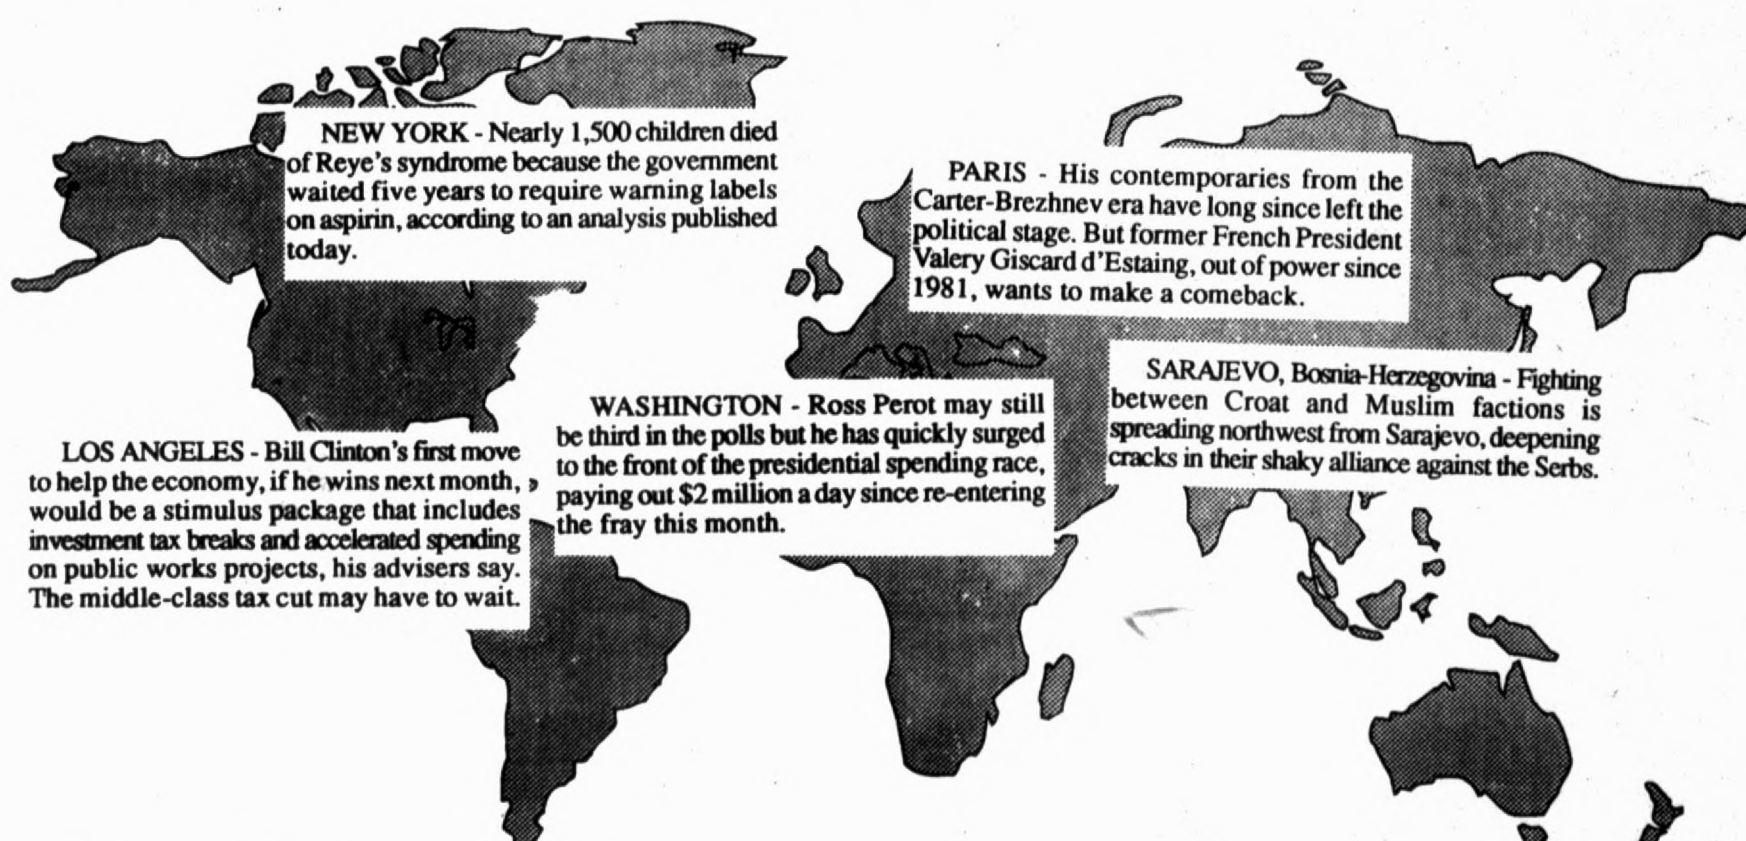 NEW YORK - Nearly 1,500 children died
of Reye's syndrome because the government
waited five years to require warning labels
on aspirin, according to an analysis published
today.
PARIS - His contemporaries from the
Carter-Brezhnev era have long since left the
political stage. But former French President
Valery Giscard d'Estaing, out of power since
1981, wants to make a comeback.
SARAJEVO, Bosnia-Herzegovina - Fighting
between Croat and Muslim factions is
spreading northwest from Sarajevo, deepening
cracks in their shaky alliance against the Serbs.
WASHINGTON - Ross Perot may still
be third in the polls but he has quickly surged
to the front of the presidential spending race,
paying out $2 million a day since re-entering
the fray this month.
LOS ANGELES - Bill Clinton's first move
to help the economy, if he wins next month,
would be a stimulus package that includes
investment tax breaks and accelerated spending
on public works projects, his advisers say.
The middle-class tax cut may have to wait.